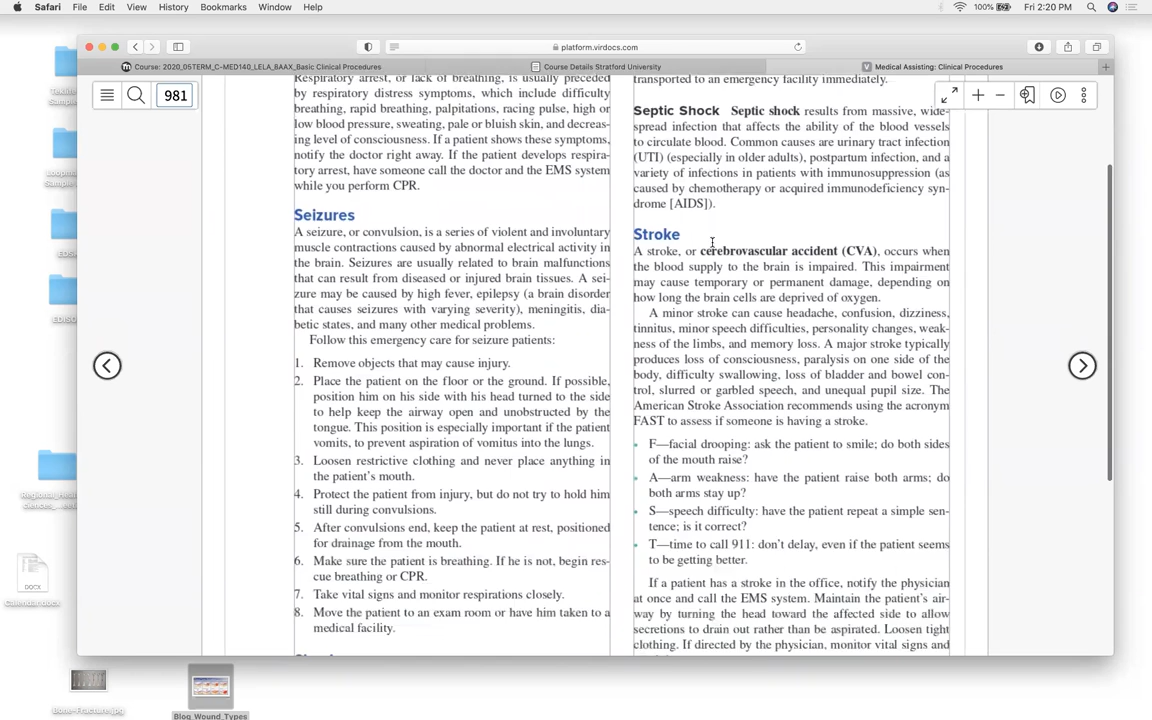 Safari File Edit View History Bookmarks Window Help
100% Fri 2:20 PM
platform.virdocs.com
Course: 2020_05TERM_C-MED140_LELA_BAAX_Basic Clinical Procedures
Course Details Stratford University
Medical Assisting: Clinical Procedures
981
Respiratory arrest, or lack of breathing, is usually preceded
by respiratory distress symptoms, which include difficulty
breathing, rapid breathing, palpitations, racing pulse, high or
low blood pressure, sweating, pale or bluish skin, and decreas-
ing level of consciousness. If a patient shows these symptoms,
notify the doctor right away. If the patient develops respira-
tory arrest, have someone call the doctor and the EMS system
while you perform CPR.
Seizures
A seizure, or convulsion, is a series of violent and involuntary
muscle contractions caused by abnormal electrical activity in
the brain. Seizures are usually related to brain malfunctions
that can result from diseased or injured brain tissues. A sei-
zure may be caused by high fever, epilepsy (a brain disorder
that causes seizures with varying severity), meningitis, dia-
betic states, and many other medical problems.
Follow this emergency care for seizure patients:
1. Remove objects that may cause injury.
2. Place the patient on the floor or the ground. If possible,
position him on his side with his head turned to the side
to help keep the airway open and unobstructed by the
tongue. This position is especially important if the patient
vomits, to prevent aspiration of vomitus into the lungs.
3. Loosen restrictive clothing and never place anything in
the patient's mouth.
4. Protect the patient from injury, but do not try to hold him
still during convulsions.
5. After convulsions end, keep the patient at rest, positioned
for drainage from the mouth.
6. Make sure the patient is breathing. If he is not, begin res-
cue breathing or CPR.
7. Take vital signs and monitor respirations closely.
8. Move the patient to an exam room or have him taken to a
medical facility.
transported to an emergency facility immediately.
Septic Shock Septic shock results from massive, wide-
spread infection that affects the ability of the blood vessels
to circulate blood. Common causes are urinary tract infection
(UTI) (especially in older adults), postpartum infection, and a
variety of infections in patients with immunosuppression (as
caused by chemotherapy or acquired immunodeficiency syn-
drome [AIDS]).
Stroke
A stroke, or cerebrovascular accident (CVA), occurs when
the blood supply to the brain is impaired. This impairment
may cause temporary or permanent damage, depending on
how long the brain cells are deprived of oxygen.
A minor stroke can cause headache, confusion, dizziness,
tinnitus, minor speech difficulties, personality changes, weak-
ness of the limbs, and memory loss. A major stroke typically
produces loss of consciousness, paralysis on one side of the
body, difficulty swallowing, loss of bladder and bowel con-
trol, slurred or garbled speech, and unequal pupil size. The
American Stroke Association recommends using the acronym
FAST to assess if someone is having a stroke.
• F—facial drooping: ask the patient to smile; do both sides
of the mouth raise?
• A—arm weakness: have the patient raise both arms; do
both arms stay up?
• S—speech difficulty: have the patient repeat a simple sen-
tence; is it correct?
• T—time to call 911: don't delay, even if the patient seems
to be getting better.
If a patient has a stroke in the office, notify the physician
at once and call the EMS system. Maintain the patient's air-
way by turning the head toward the affected side to allow
secretions to drain out rather than be aspirated. Loosen tight
clothing. If directed by the physician, monitor vital signs and
DOCX
Calendar.docx
Bone-Fracture.jpg
Blog_Wound_Types